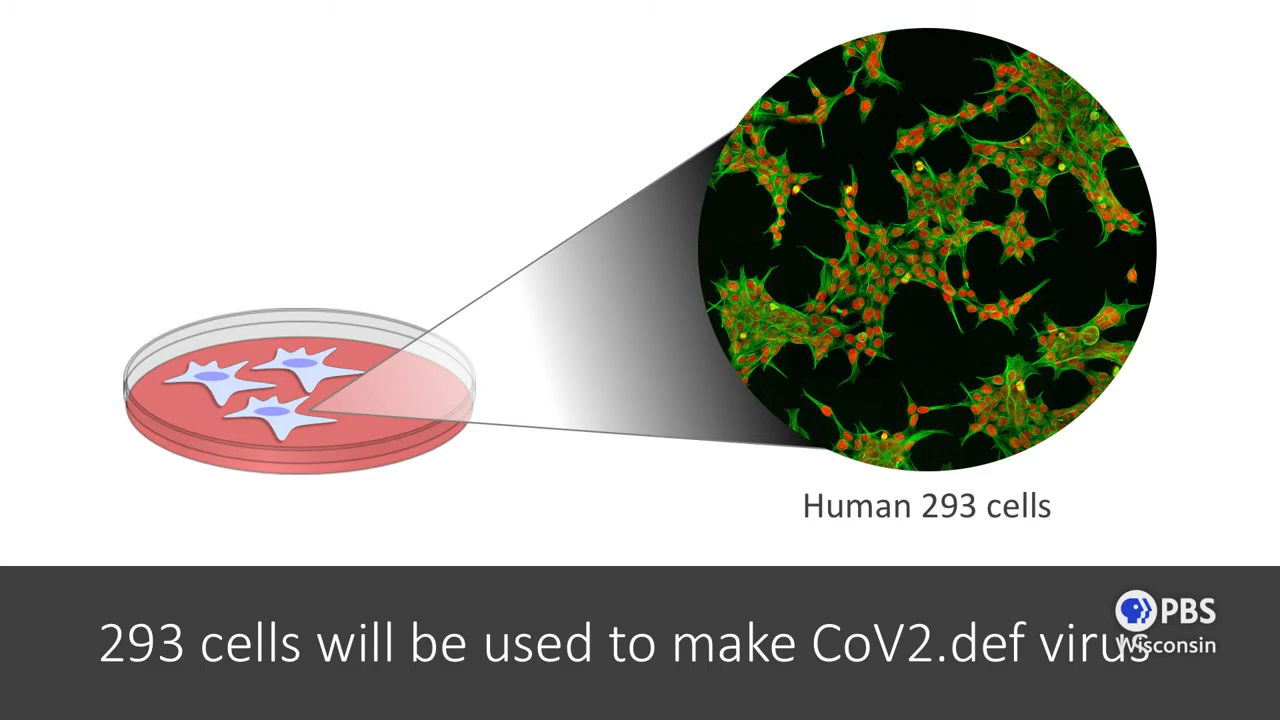 Human 293 cells
293 cells will be used to make CoV2.def virus
PBS
Wisconsin